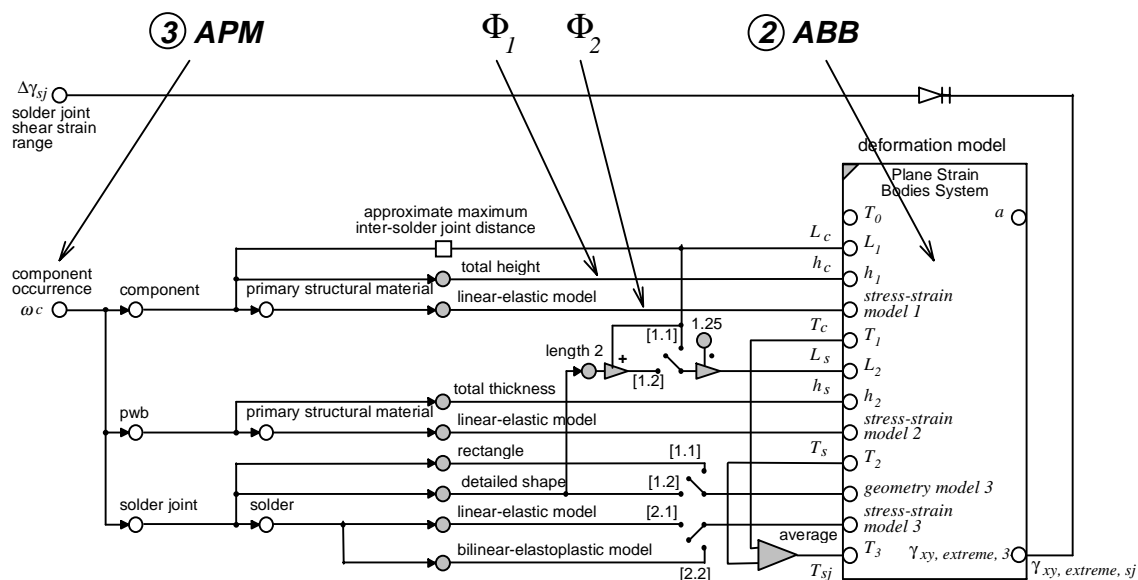 ③ APM
Φ1
Φ2
② ABB
Δγsj
solder joint
shear strain
range
deformation model
Plane Strain
Bodies System
approximate maximum
inter-solder joint distance
T0
a
Lc
L1
component
occurrence
ωc
component
total height
hc
h1
primary structural material
linear-elastic model
stress-strain
model 1
Tc
T1
length 2
+
[1.1]
1.25
.
[1.2]
Ls
L2
pwb
total thickness
hs
h2
primary structural material
linear-elastic model
stress-strain
model 2
rectangle
[1.1]
Ts
T2
detailed shape
[1.2]
geometry model 3
solder joint
solder
linear-elastic model
[2.1]
stress-strain
model 3
average
bilinear-elastoplastic model
[2.2]
Tsj
T3
γxy, extreme, 3
γxy, extreme, sj